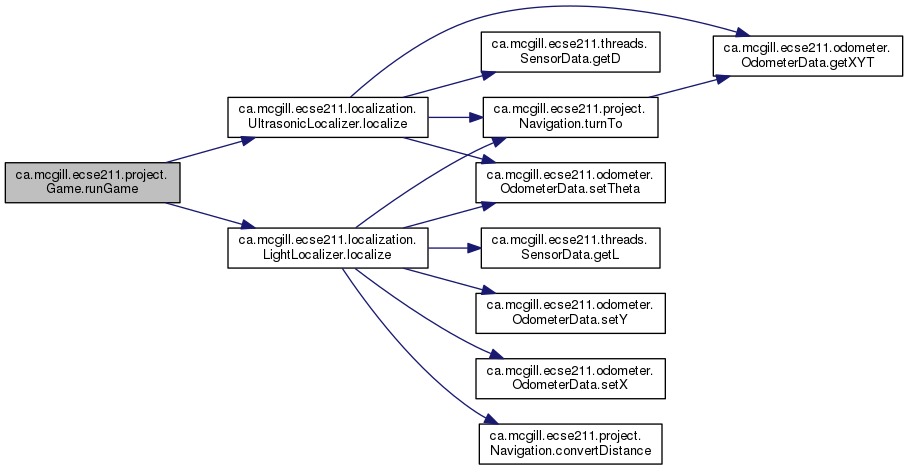 ca.mcgill.ecse211.project.
Game.runGame
ca.mcgill.ecse211.localization.
UltrasonicLocalizer.localize
ca.mcgill.ecse211.localization.
LightLocalizer.localize
ca.mcgill.ecse211.threads.
SensorData.getD
ca.mcgill.ecse211.project.
Navigation.turnTo
ca.mcgill.ecse211.odometer.
OdometerData.setTheta
ca.mcgill.ecse211.threads.
SensorData.getL
ca.mcgill.ecse211.odometer.
OdometerData.setY
ca.mcgill.ecse211.odometer.
OdometerData.setX
ca.mcgill.ecse211.project.
Navigation.convertDistance
ca.mcgill.ecse211.odometer.
OdometerData.getXYT